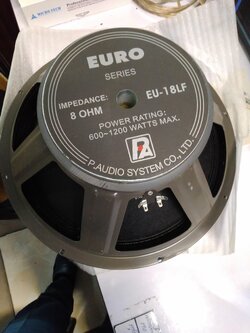 EURO
SERIES
IMPEDANCE:
8 OHM
EU-18LF
POWER RATING:
600~1200 WATTS MAX.
P.AUDIO SYSTEM CO., LTD.